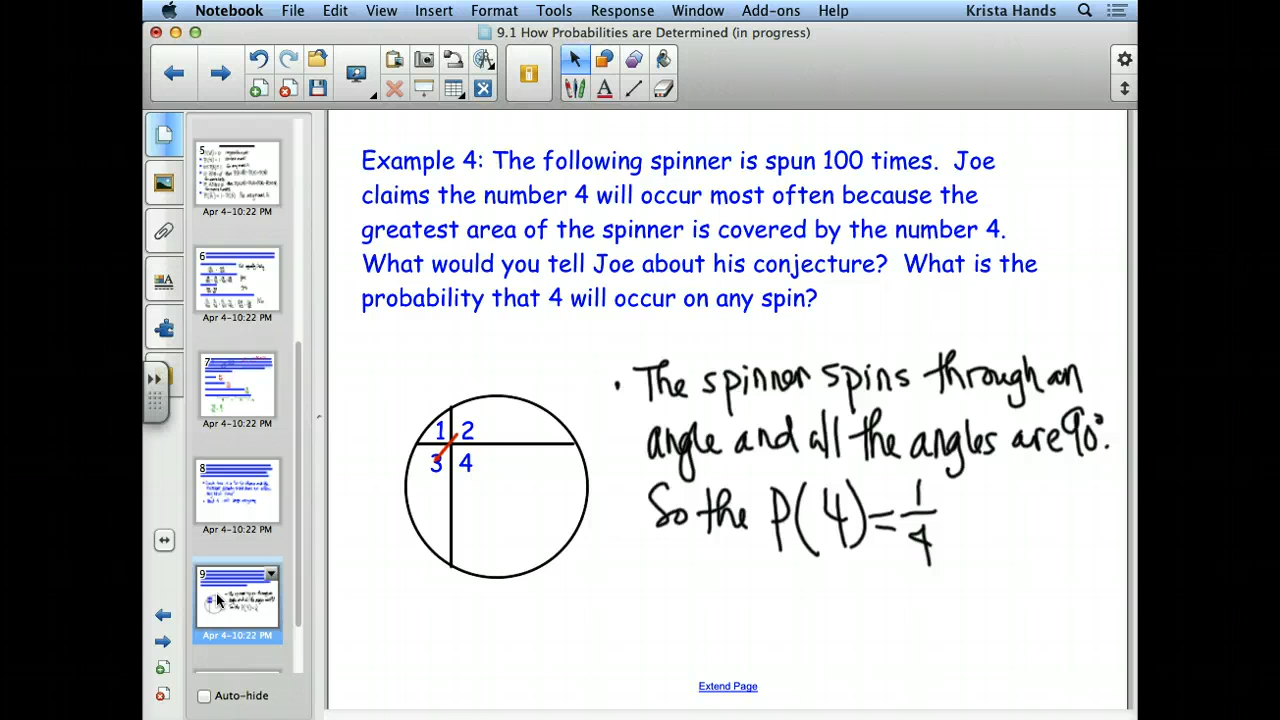 Notebook File Edit View Insert Format Tools Response Window Add-ons Help Krista Hands
9.1 How Probabilities are Determined (in progress)
5
Apr 4-10:22 PM
6
Apr 4-10:22 PM
7
Apr 4-10:22 PM
8
Apr 4-10:22 PM
9
Apr 4-10:22 PM
Auto-hide
Example 4: The following spinner is spun 100 times. Joe
claims the number 4 will occur most often because the
greatest area of the spinner is covered by the number 4.
What would you tell Joe about his conjecture? What is the
probability that 4 will occur on any spin?
1 2
3 4
• The spinner spins through an
angle and all the angles are 90°.
So the P(4)=1/4
Extend Page